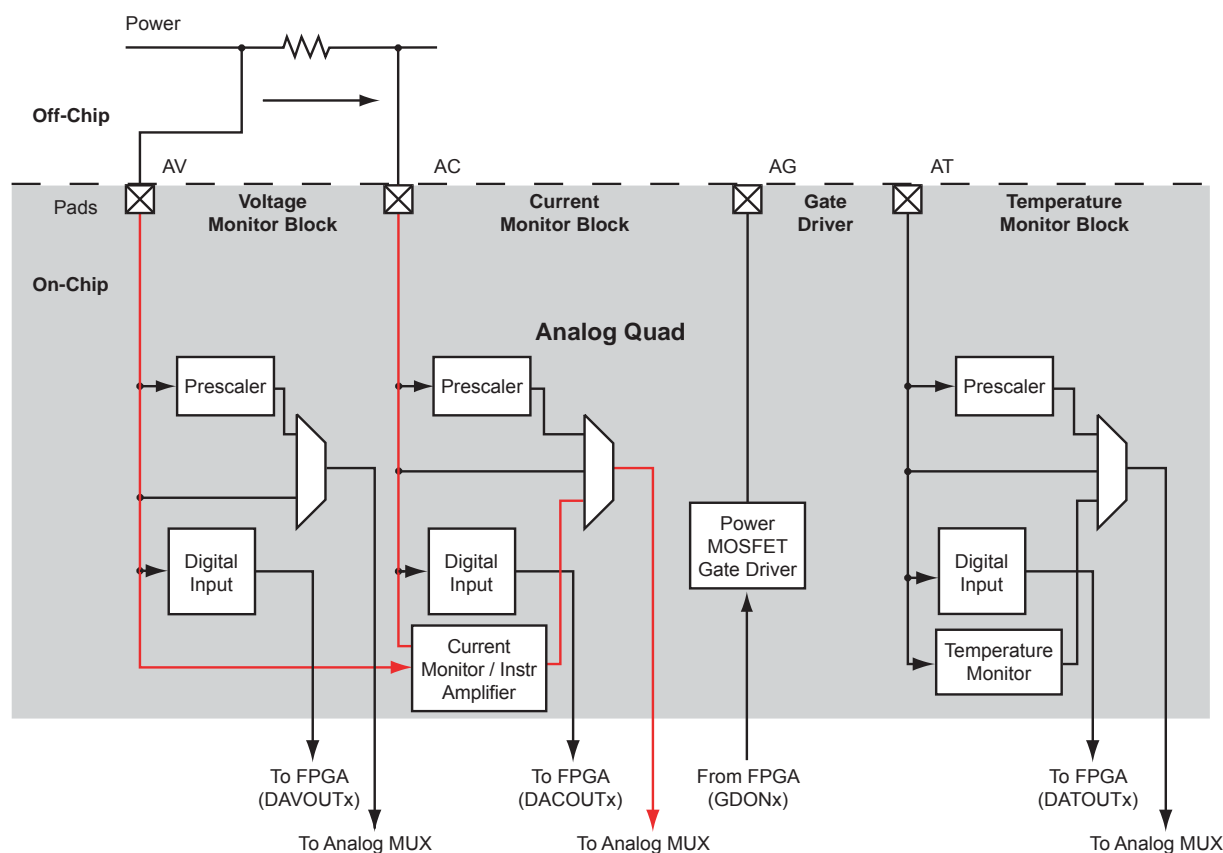 Power
Off-Chip
AV
AC
AG
AT
Pads
Voltage
Monitor Block
Current
Monitor Block
Gate
Driver
Temperature
Monitor Block
On-Chip
Analog Quad
Prescaler
Prescaler
Prescaler
Digital
Input
Digital
Input
Power
MOSFET
Gate Driver
Digital
Input
Current
Monitor / Instr
Amplifier
Temperature
Monitor
To FPGA
(DAVOUTx)
To FPGA
(DACOUTx)
From FPGA
(GDONx)
To FPGA
(DATOUTx)
To Analog MUX
To Analog MUX
To Analog MUX